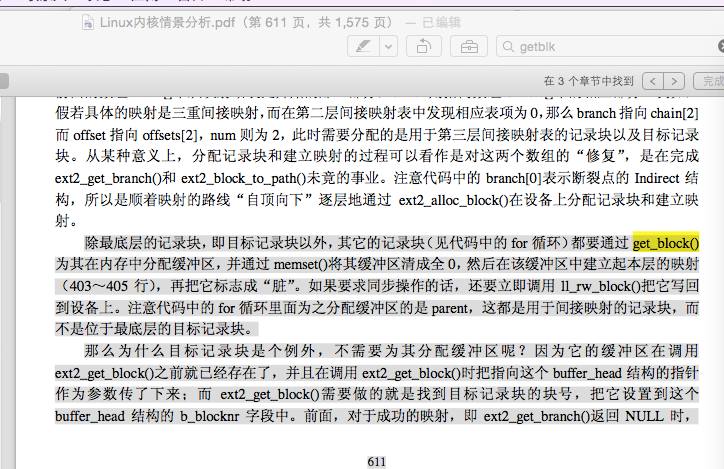 Linux内核情景分析.pdf（第 611 页，共 1,575 页） — 已编辑
getblk
在 3 个章节中找到
完成
假若具体的映射是三重间接映射，而在第二层间接映射表中发现相应表项为 0，那么 branch 指向 chain[2]
而 offset 指向 offsets[2]，num 则为 2，此时需要分配的是用于第三层间接映射表的记录块以及目标记录
块。从某种意义上，分配记录块和建立映射的过程可以看作是对这两个数组的“修复”，是在完成
ext2_get_branch()和 ext2_block_to_path()未竟的事业。注意代码中的 branch[0]表示断裂点的 Indirect 结
构，所以是顺着映射的路线“自顶向下”逐层地通过 ext2_alloc_block()在设备上分配记录块和建立映
射。
除最底层的记录块，即目标记录块以外，其它的记录块（见代码中的 for 循环）都要通过 get_block()
为其在内存中分配缓冲区，并通过 memset()将其缓冲区清成全 0，然后在该缓冲区中建立起本层的映射
（403～405 行），再把它标志成“脏”。如果要求同步操作的话，还要立即调用 ll_rw_block()把它写回
到设备上。注意代码中的 for 循环里面为之分配缓冲区的是 parent，这都是用于间接映射的记录块，而
不是位于最底层的目标记录块。
那么为什么目标记录块是个例外，不需要为其分配缓冲区呢？因为它的缓冲区在调用
ext2_get_block()之前就已经存在了，并且在调用 ext2_get_block()时把指向这个 buffer_head 结构的指针
作为参数传了下来；而 ext2_get_block()需要做的就是找到目标记录块的块号，把它设置到这个
buffer_head 结构的 b_blocknr 字段中。前面，对于成功的映射，即 ext2_get_branch()返回 NULL 时，
611